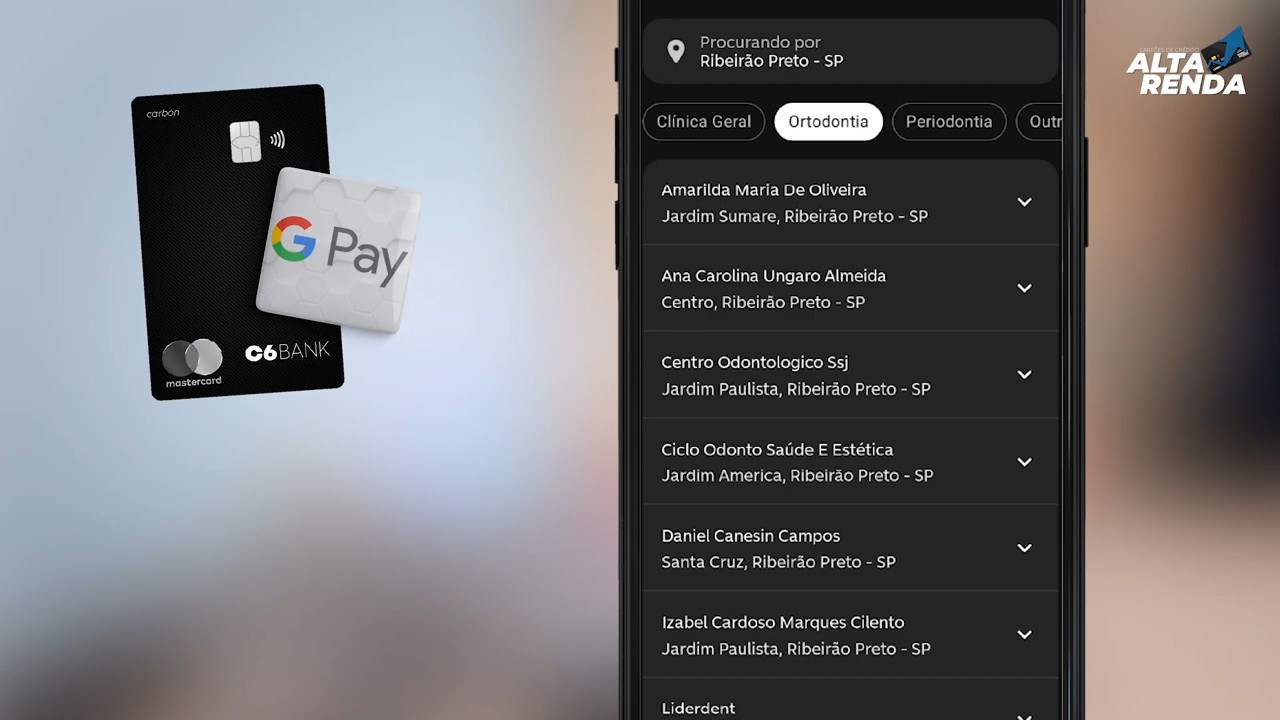 carbon
G Pay
mastercard
C6BANK
Procurando por
Ribeirão Preto - SP
Clínica Geral
Ortodontia
Periodontia
Outr
Amarilda Maria De Oliveira
Jardim Sumare, Ribeirão Preto - SP
Ana Carolina Ungaro Almeida
Centro, Ribeirão Preto - SP
Centro Odontologico Ssj
Jardim Paulista, Ribeirão Preto - SP
Ciclo Odonto Saúde E Estética
Jardim America, Ribeirão Preto - SP
Daniel Canesin Campos
Santa Cruz, Ribeirão Preto - SP
Izabel Cardoso Marques Cilento
Jardim Paulista, Ribeirão Preto - SP
Liderdent
CARTÕES DE CRÉDITO
ALTA
RENDA